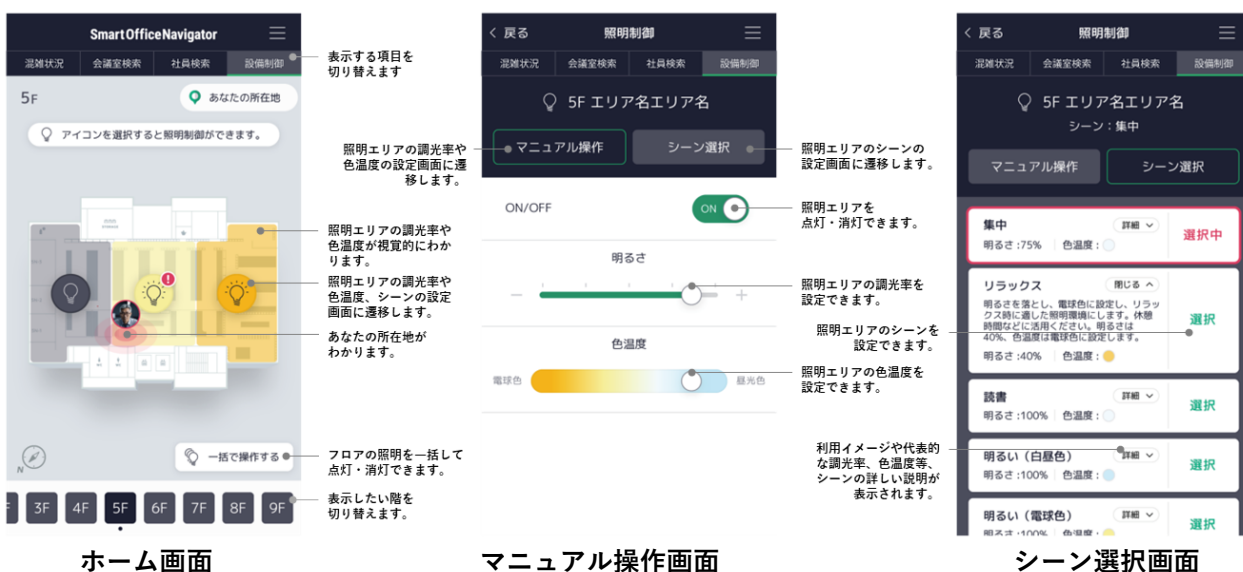 SmartOfficeNavigator
混雑状況 会議室検索 社員検索 設備制御
5F
あなたの所在地
アイコンを選択すると照明制御ができます。
N
一括で操作する
3F 4F 5F 6F 7F 8F 9F
ホーム画面
表示する項目を
切り替えます
照明エリアの調光率や
色温度の設定画面に遷
移します。
照明エリアの調光率や
色温度が視覚的にわか
ります。
照明エリアの調光率や
色温度、シーンの設定
画面に遷移します。
あなたの所在地が
わかります。
フロアの照明を一括して
点灯・消灯できます。
表示したい階を
切り替えます。
戻る 照明制御
混雑状況 会議室検索 社員検索 設備制御
5F エリア名エリア名
マニュアル操作 シーン選択
ON/OFF ON
明るさ
色温度
電球色 昼光色
マニュアル操作画面
照明エリアのシーンの
設定画面に遷移します。
照明エリアを
点灯・消灯できます。
照明エリアの調光率を
設定できます。
照明エリアのシーンを
設定できます。
照明エリアの色温度を
設定できます。
利用イメージや代表的
な調光率、色温度等、
シーンの詳しい説明が
表示されます。
戻る 照明制御
混雑状況 会議室検索 社員検索 設備制御
5F エリア名エリア名
シーン：集中
マニュアル操作 シーン選択
集中 詳細
明るさ:75% 色温度：
選択中
リラックス 閉じる
明るさを落とし、電球色に設定し、リラッ
クス時に適した照明環境にします。休憩
時間などに活用ください。明るさは
40%、色温度は電球色に設定します。
明るさ:40% 色温度：
選択
読書 詳細
明るさ:100% 色温度：
選択
明るい（白昼色） 詳細
明るさ:100% 色温度：
選択
明るい（電球色） 詳細
明るさ:100% 色温度：
選択
シーン選択画面